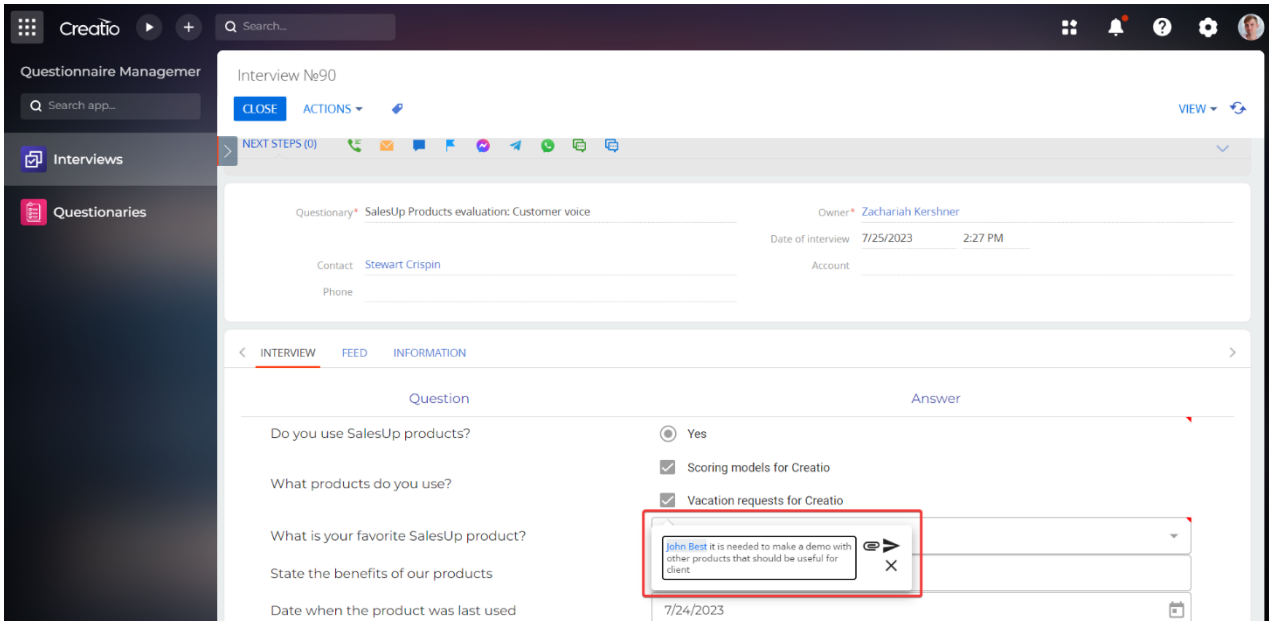 Creatio
Search...
Questionnaire Managemer
Search app...
Interviews
Questionaries
Interview №90
CLOSE
ACTIONS
VIEW
NEXT STEPS (0)
Questionary* SalesUp Products evaluation: Customer voice
Owner* Zachariah Kershner
Date of interview 7/25/2023 2:27 PM
Contact Stewart Crispin
Account
Phone
INTERVIEW FEED INFORMATION
Question Answer
Do you use SalesUp products? Yes
What products do you use?
Scoring models for Creatio
Vacation requests for Creatio
What is your favorite SalesUp product?
John Best it is needed to make a demo with
other products that should be useful for
client
State the benefits of our products
Date when the product was last used 7/24/2023